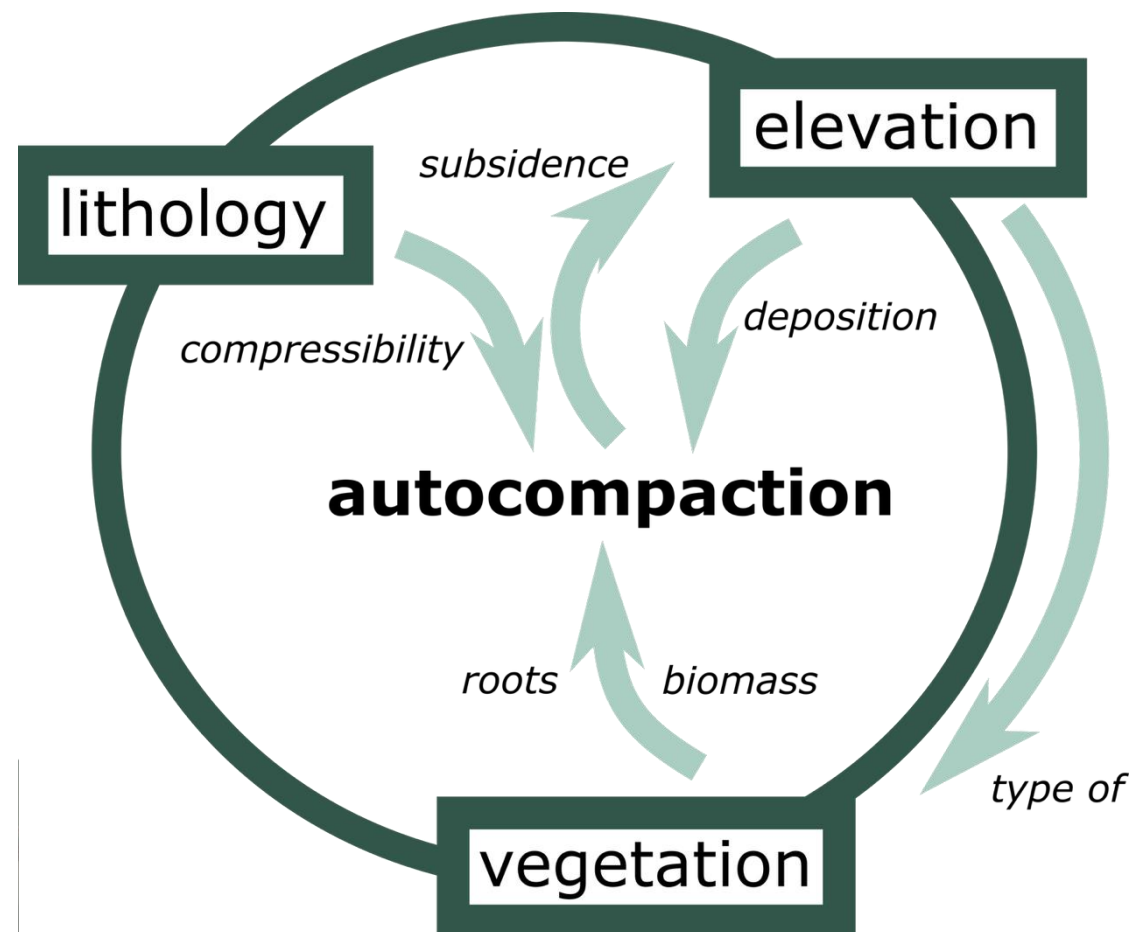 elevation
subsidence
lithology
deposition
compressibility
autocompaction
roots
biomass
type of
vegetation